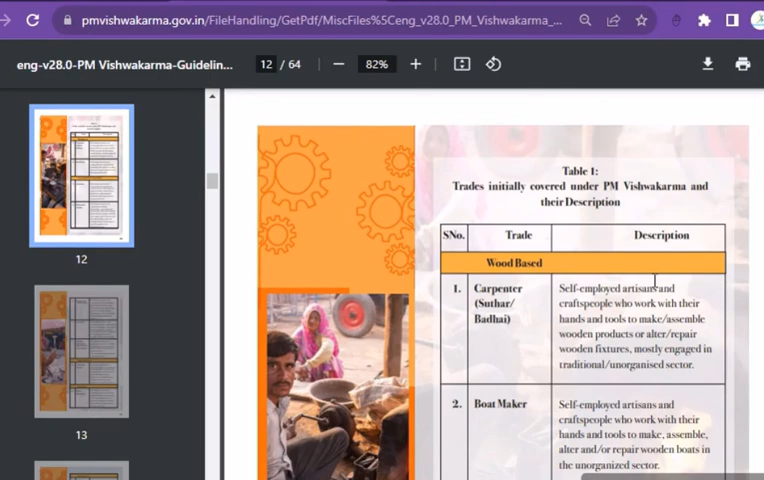 pmvishwakarma.gov.in/FileHandling/GetPdf/MiscFiles%5Ceng_v28.0_PM_Vishwakarma_...
eng-v28.0-PM Vishwakarma-Guidelin...
12 / 64
82%
12
13
Table 1:
Trades initially covered under PM Vishwakarma and
their Description
SNo. Trade Description
Wood Based
1. Carpenter
(Suthar/
Badhai)
Self-employed artisans and
craftspeople who work with their
hands and tools to make/assemble
wooden products or alter/repair
wooden fixtures, mostly engaged in
traditional/unorganised sector.
2. Boat Maker
Self-employed artisans and
craftspeople who work with their
hands and tools to make, assemble,
alter and/or repair wooden boats in
the unorganized sector.